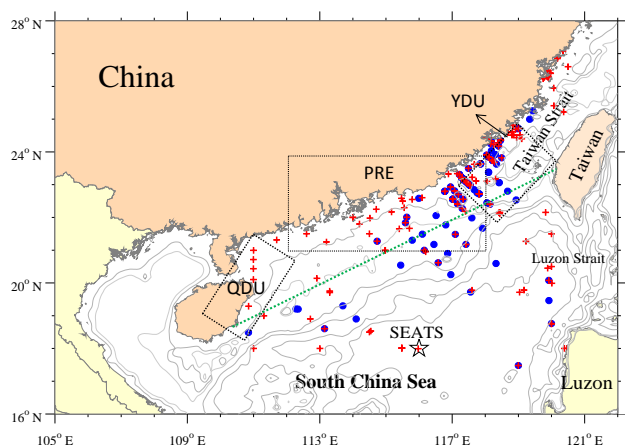 28° N
24°
20°
16° N
105° E
109° E
113° E
117° E
121° E
China
YDU
Taiwan Strait
Taiwan
PRE
Luzon Strait
QDU
SEATS
South China Sea
Luzon